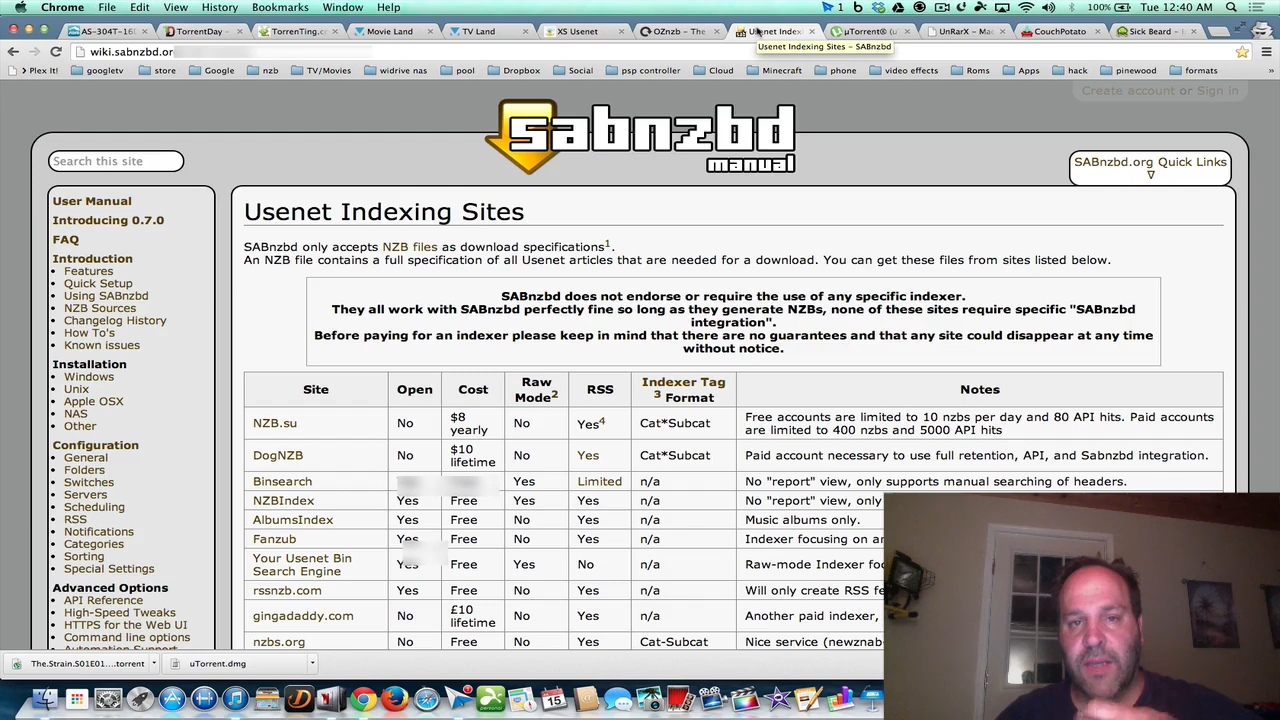 Chrome File Edit View History Bookmarks Window Help 1 100% Tue 12:40 AM
AS-304T-16( TorrentDay - TorrenTing.c Movie Land TV Land XS Usenet OZnzb - The Usenet Index µTorrent® (u UnRarX – Ma CouchPotato Sick Beard - I
Usenet Indexing Sites – SABnzbd
wiki.sabnzbd.or
Plex It! googletv store Google nzb TV/Movies widrive nas pool Dropbox Social psp controller Cloud Minecraft phone video effects Roms Apps hack pinewood formats »
Create account or Sign in
sabnzbd
manual
Search this site
SABnzbd.org Quick Links
User Manual
Introducing 0.7.0
FAQ
Introduction
Features
Quick Setup
Using SABnzbd
NZB Sources
Changelog History
How To's
Known issues
Installation
Windows
Unix
Apple OSX
NAS
Other
Configuration
General
Folders
Switches
Servers
Scheduling
RSS
Notifications
Categories
Sorting
Special Settings
Advanced Options
API Reference
High-Speed Tweaks
HTTPS for the Web UI
Command line options
Automation Support
Usenet Indexing Sites
SABnzbd only accepts NZB files as download specifications1.
An NZB file contains a full specification of all Usenet articles that are needed for a download. You can get these files from sites listed below.
SABnzbd does not endorse or require the use of any specific indexer.
They all work with SABnzbd perfectly fine so long as they generate NZBs, none of these sites require specific "SABnzbd
integration".
Before paying for an indexer please keep in mind that there are no guarantees and that any site could disappear at any time
without notice.
Site Open Cost Raw Mode2 RSS Indexer Tag 3 Format Notes
NZB.su No $8 yearly No Yes4 Cat*Subcat Free accounts are limited to 10 nzbs per day and 80 API hits. Paid accounts
are limited to 400 nzbs and 5000 API hits
DogNZB No $10 lifetime No Yes Cat*Subcat Paid account necessary to use full retention, API, and Sabnzbd integration.
Binsearch Yes Limited n/a No "report" view, only supports manual searching of headers.
NZBIndex Yes Free Yes Yes n/a No "report" view, only
AlbumsIndex Yes Free No Yes n/a Music albums only.
Fanzub Yes Free No Yes n/a Indexer focusing on an
Your Usenet Bin
Search Engine Yes Free Yes No n/a Raw-mode Indexer fo
rssnzb.com Yes Free No Yes n/a Will only create RSS fe
gingadaddy.com No £10 lifetime No Yes n/a Another paid indexer,
nzbs.org No Free No Yes Cat-Subcat Nice service (newznab
The.Strain.S01E01....torrent uTorrent.dmg
15